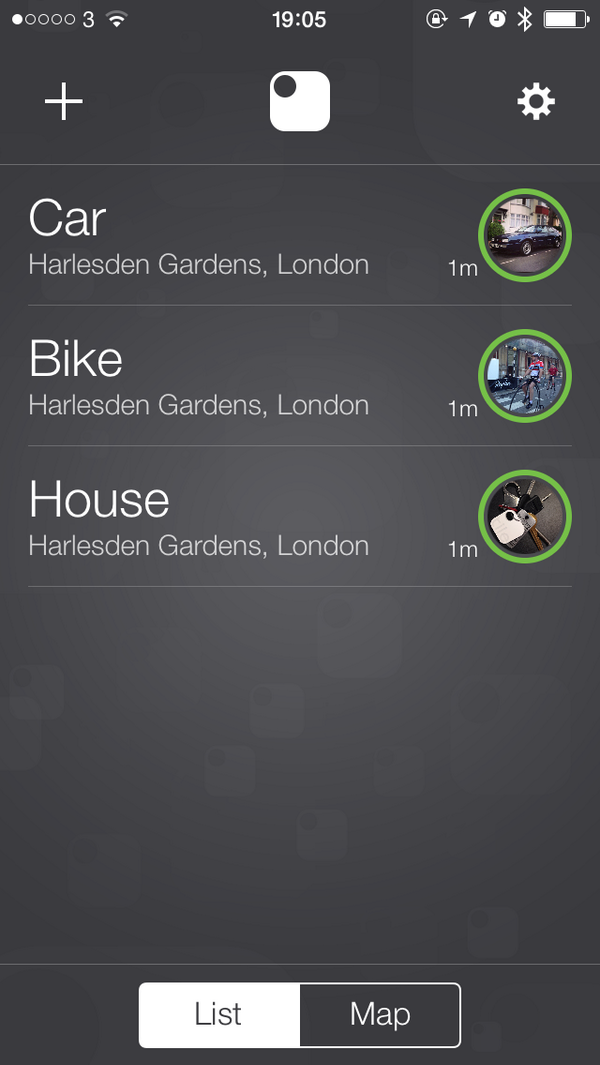 3 19:05
Car
Harlesden Gardens, London
1m
Bike
Harlesden Gardens, London
1m
House
Harlesden Gardens, London
1m
List Map